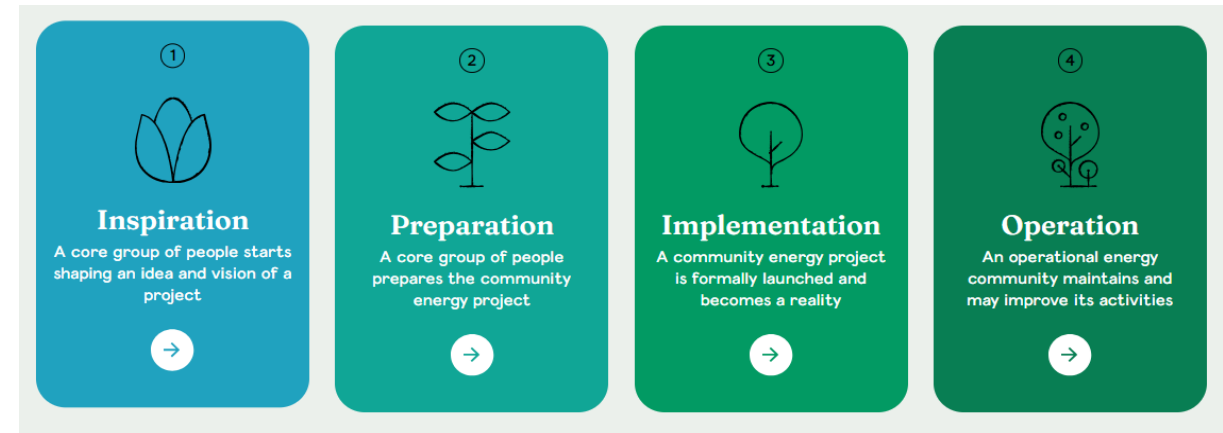 1
Inspiration
A core group of people starts
shaping an idea and vision of a
project
2
Preparation
A core group of people
prepares the community
energy project
3
Implementation
A community energy project
is formally launched and
becomes a reality
4
Operation
An operational energy
community maintains and
may improve its activities